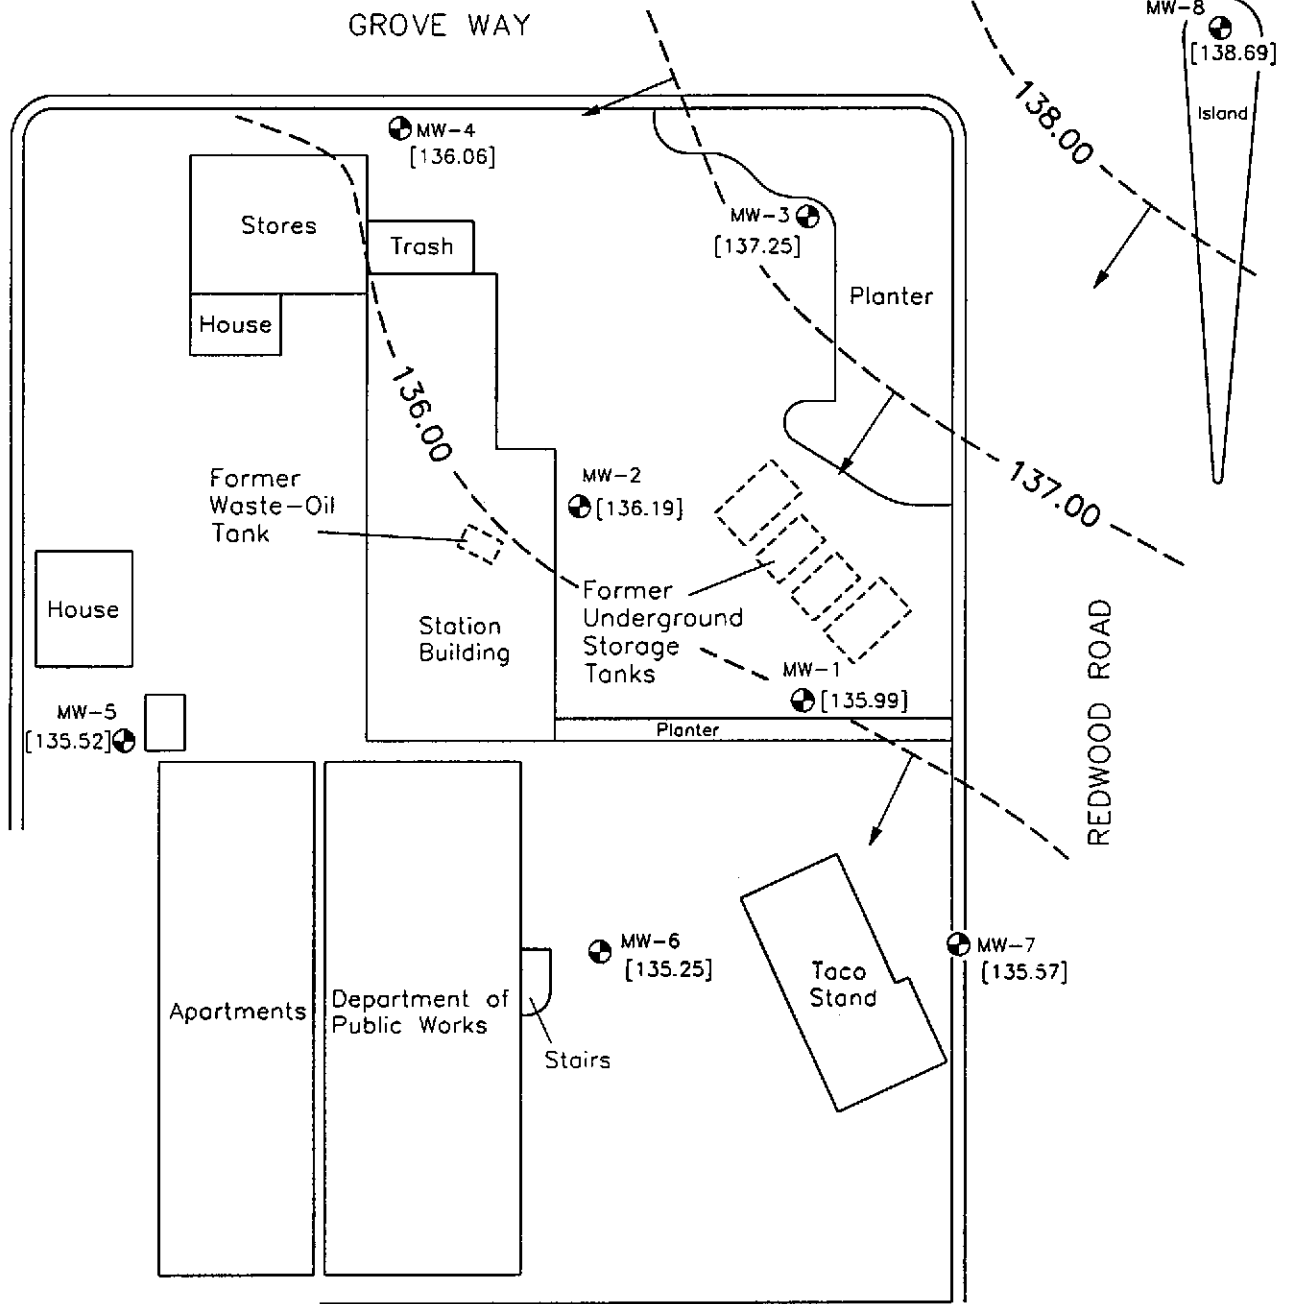 GROVE WAY
MW-8
[138.69]
Island
138.00
MW-4
[136.06]
MW-3
[137.25]
Stores
Trash
Planter
House
136.00
Former
Waste-Oil
Tank
MW-2
[136.19]
137.00
House
Former
Underground
Storage
Tanks
Station
Building
MW-1
[135.99]
REDWOOD ROAD
MW-5
[135.52]
Planter
MW-6
[135.25]
MW-7
[135.57]
Taco
Stand
Apartments
Department of
Public Works
Stairs